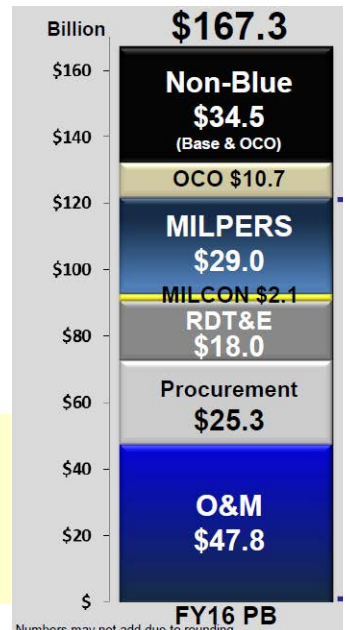 Billion
$167.3
$160
$140
$120
$100
$80
$60
$40
$20
$
Non-Blue
$34.5
(Base & OCO)
OCO $10.7
MILPERS
$29.0
MILCON $2.1
RDT&E
$18.0
Procurement
$25.3
O&M
$47.8
FY16 PB
Numbers may not add due to rounding